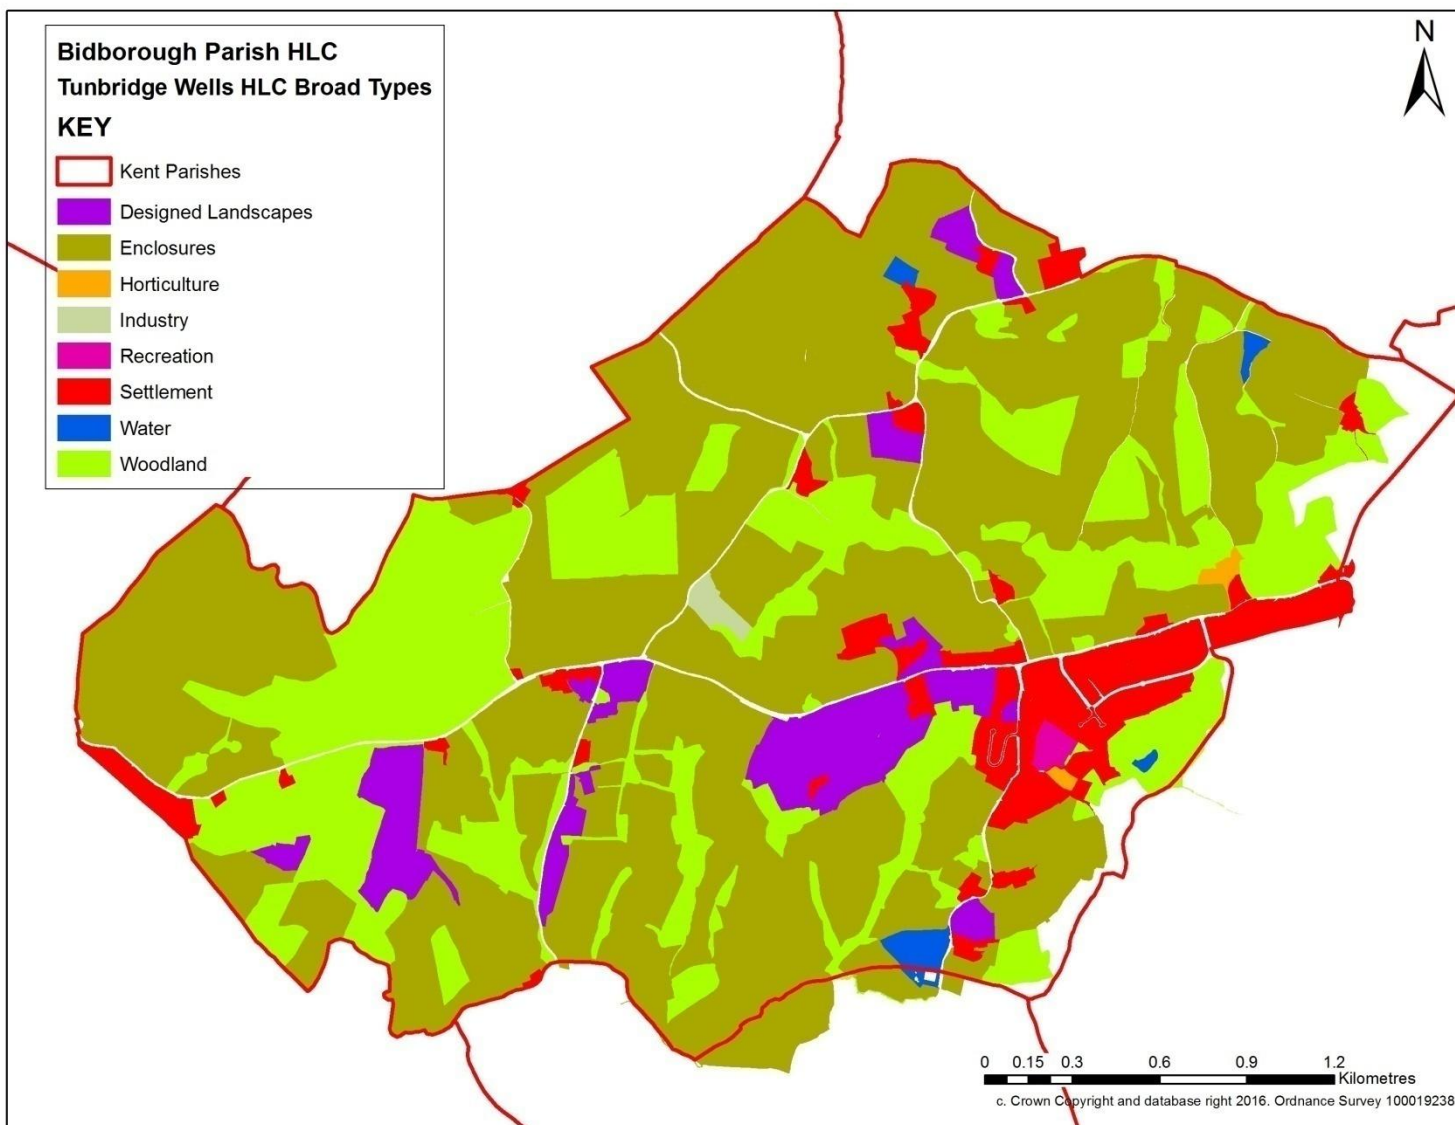 Bidborough Parish HLC
Tunbridge Wells HLC Broad Types
KEY
Kent Parishes
Designed Landscapes
Enclosures
Horticulture
Industry
Recreation
Settlement
Water
Woodland
N
0 0.15 0.3 0.6 0.9 1.2
Kilometres
c. Crown Copyright and database right 2016. Ordnance Survey 100019238